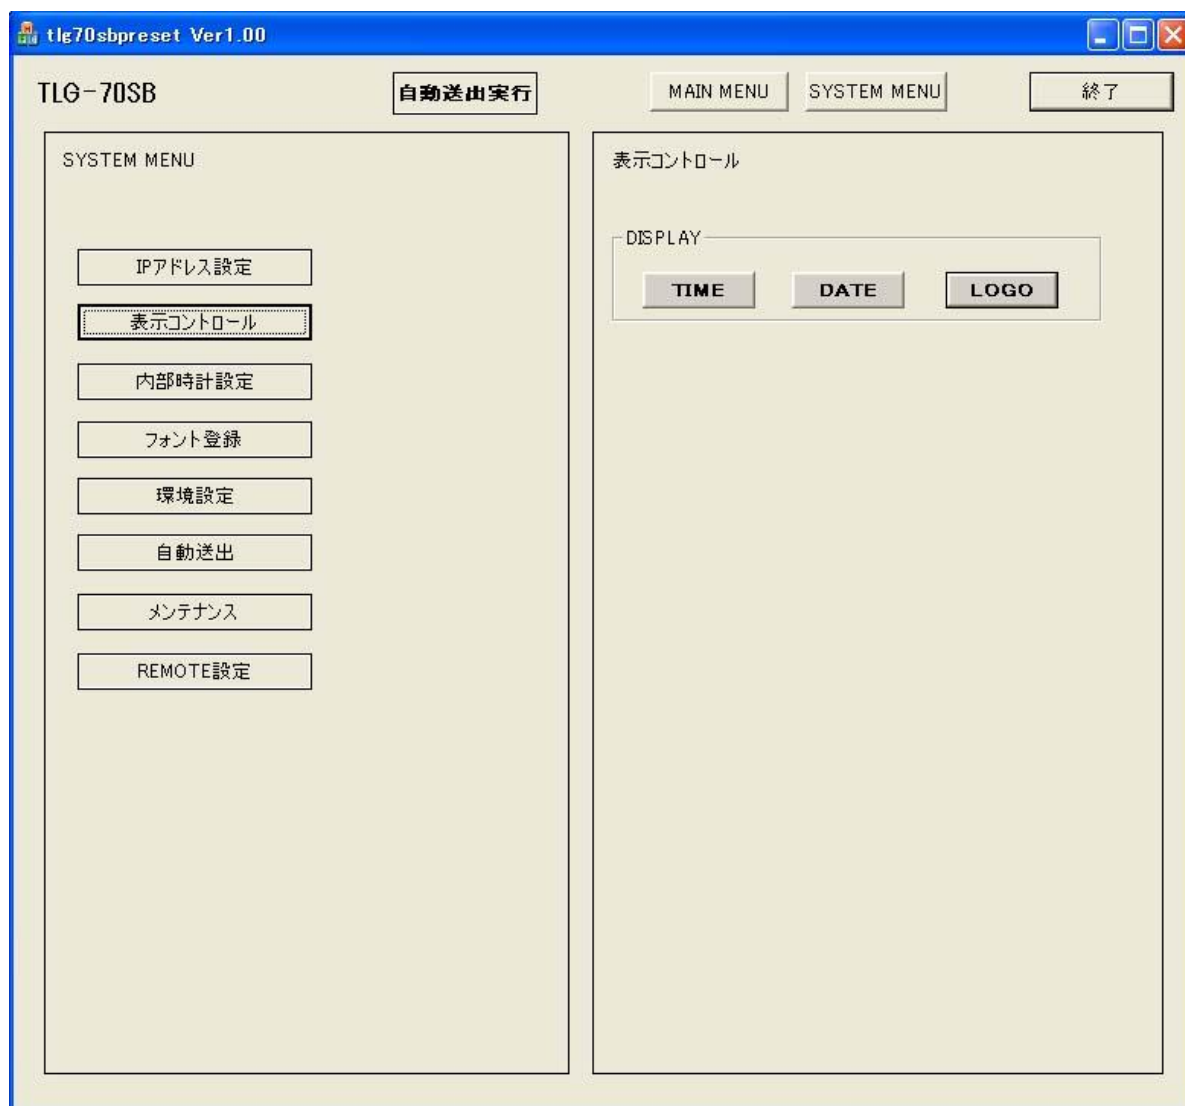 tlg70sbpreset Ver1.00
TLG-70SB
自動送出実行
MAIN MENU
SYSTEM MENU
終了
SYSTEM MENU
IPアドレス設定
表示コントロール
内部時計設定
フォント登録
環境設定
自動送出
メンテナンス
REMOTE設定
表示コントロール
DISPLAY
TIME
DATE
LOGO